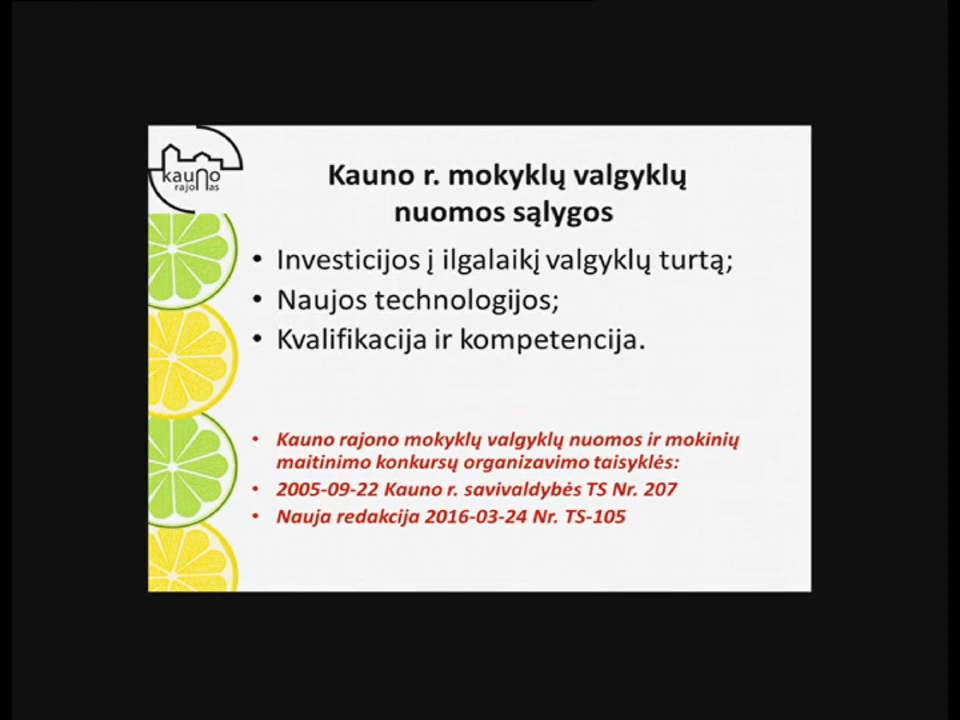 kauno
rajonas
Kauno r. mokyklų valgyklų
nuomos sąlygos
• Investicijos į ilgalaikį valgyklų turtą;
• Naujos technologijos;
• Kvalifikacija ir kompetencija.
• Kauno rajono mokyklų valgyklų nuomos ir mokinių
maitinimo konkursų organizavimo taisyklės:
• 2005-09-22 Kauno r. savivaldybės TS Nr. 207
• Nauja redakcija 2016-03-24 Nr. TS-105